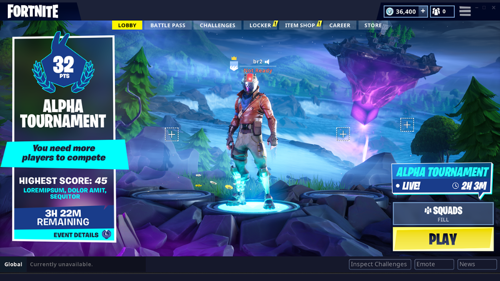 FORTNITE
36,400
0
LOBBY
BATTLE PASS
CHALLENGES
LOCKER
ITEM SHOP
CAREER
STORE
32
PTS
ALPHA
TOURNAMENT
You need more
players to compete
HIGHEST SCORE: 45
LOREMIPSUM, DOLOR AMIT,
SEQUITOR
3H 22M
REMAINING
EVENT DETAILS
ALPHA TOURNAMENT
LIVE!
2H 3M
SQUADS
FILL
PLAY
Global
Currently unavailable.
Inspect Challenges
Emote
News